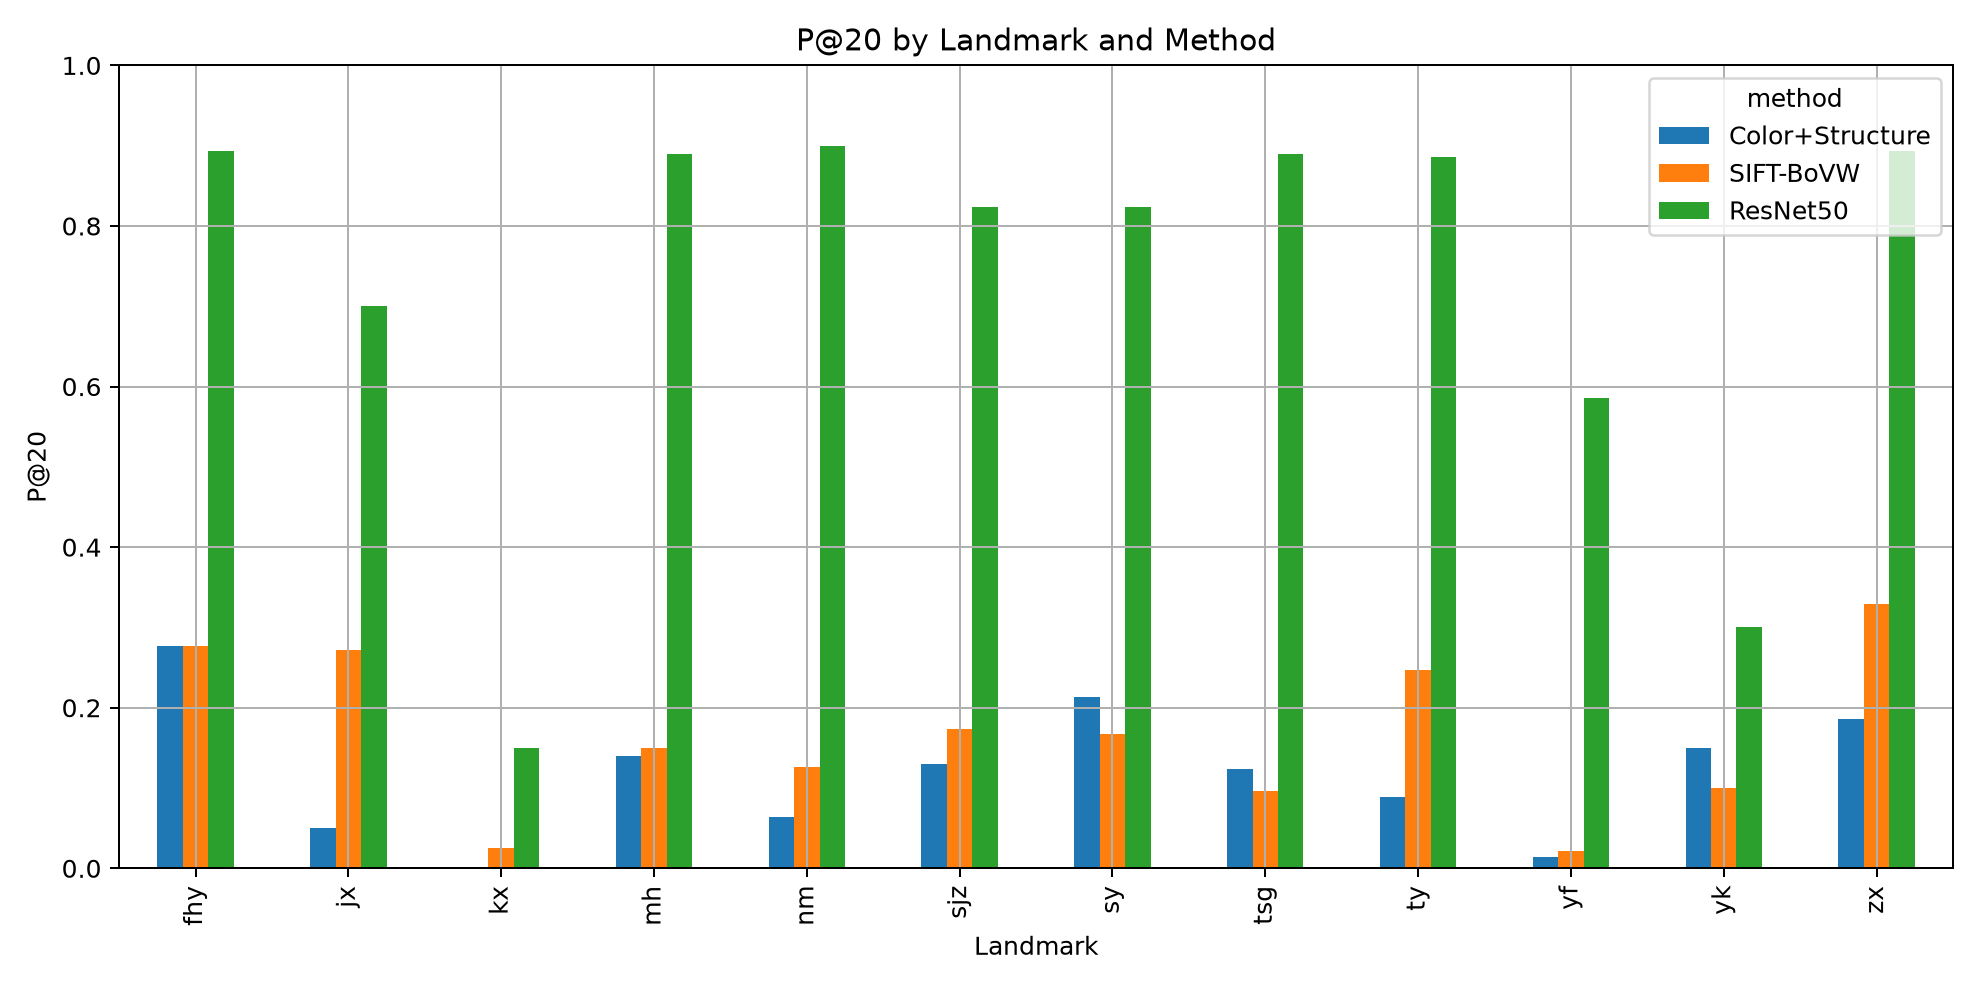 P@20 by Landmark and Method
1.0
0.8
0.6
0.4
0.2
0.0
P@20
method
Color+Structure
SIFT-BoVW
ResNet50
fhy
jx
kx
mh
nm
sjz
sy
tsg
ty
yf
yk
zx
Landmark